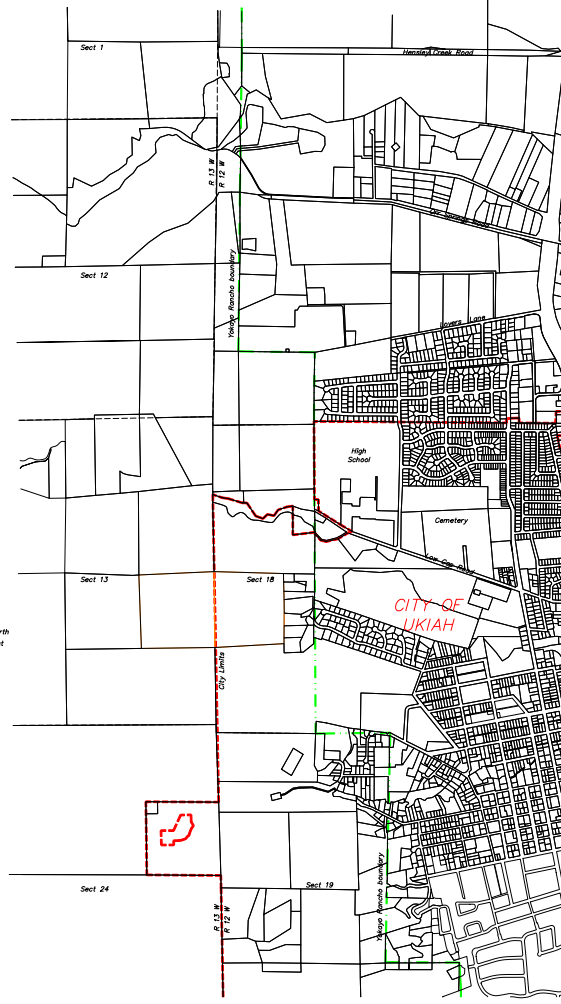 Sect 1
Hensley Creek Road
R 13 W
R 12 W
Yokayo Rancho boundary
Sect 12
Lovers Lane
High
School
Cemetery
Low Gap Road
Sect 13
Sect 18
CITY OF
UKIAH
City Limits
Sect 19
Sect 24
Yokayo Rancho boundary
R 13 W
R 12 W